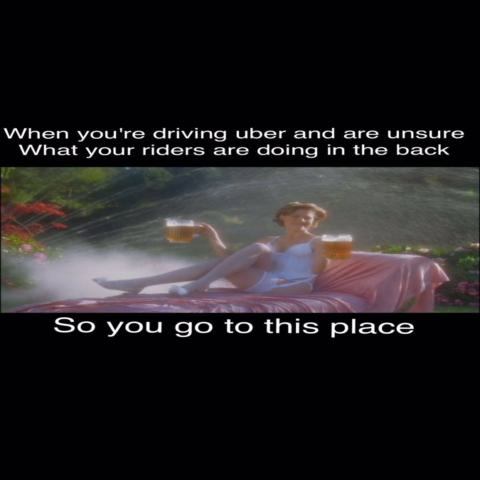 When you're driving uber and are unsure
What your riders are doing in the back
So you go to this place